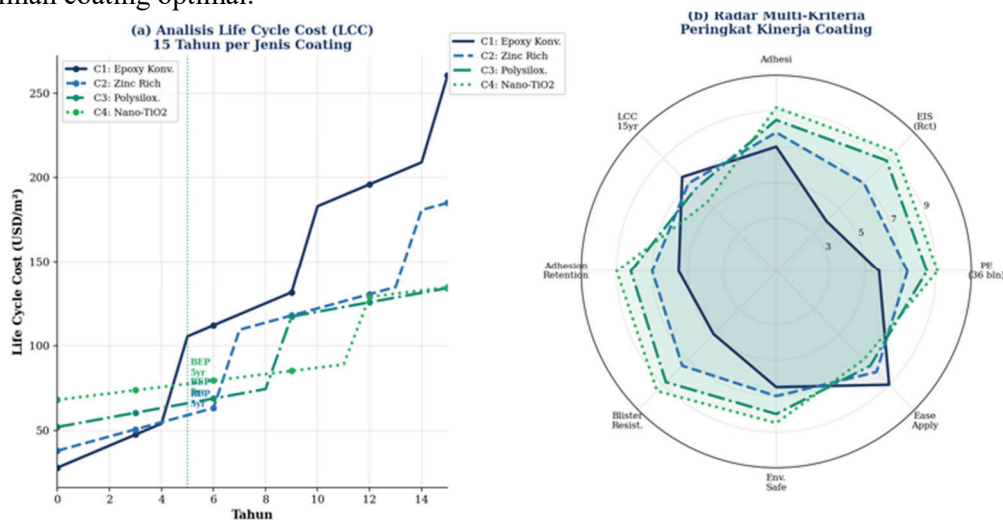 coating optimal.
(a) Analisis Life Cycle Cost (LCC)
15 Tahun per Jenis Coating
C1: Epoxy Konv.
C2: Zinc Rich
C3: Polysilox.
C4: Nano-TiO2
Life Cycle Cost (USD/m²)
250
200
150
100
50
BEP
5yr
BEP
5yr
0
2
4
6
8
10
12
14
Tahun
C1: Epoxy Konv.
C2: Zinc Rich
C3: Polysilox.
C4: Nano-TiO2
(b) Radar Multi-Kriteria
Peringkat Kinerja Coating
Adhesi
EIS
(Rct)
PE
(36 bln)
Ease
Apply
Env.
Safe
Blister
Resist.
Adhesion
Retention
LCC
15yr
3
5
7
9